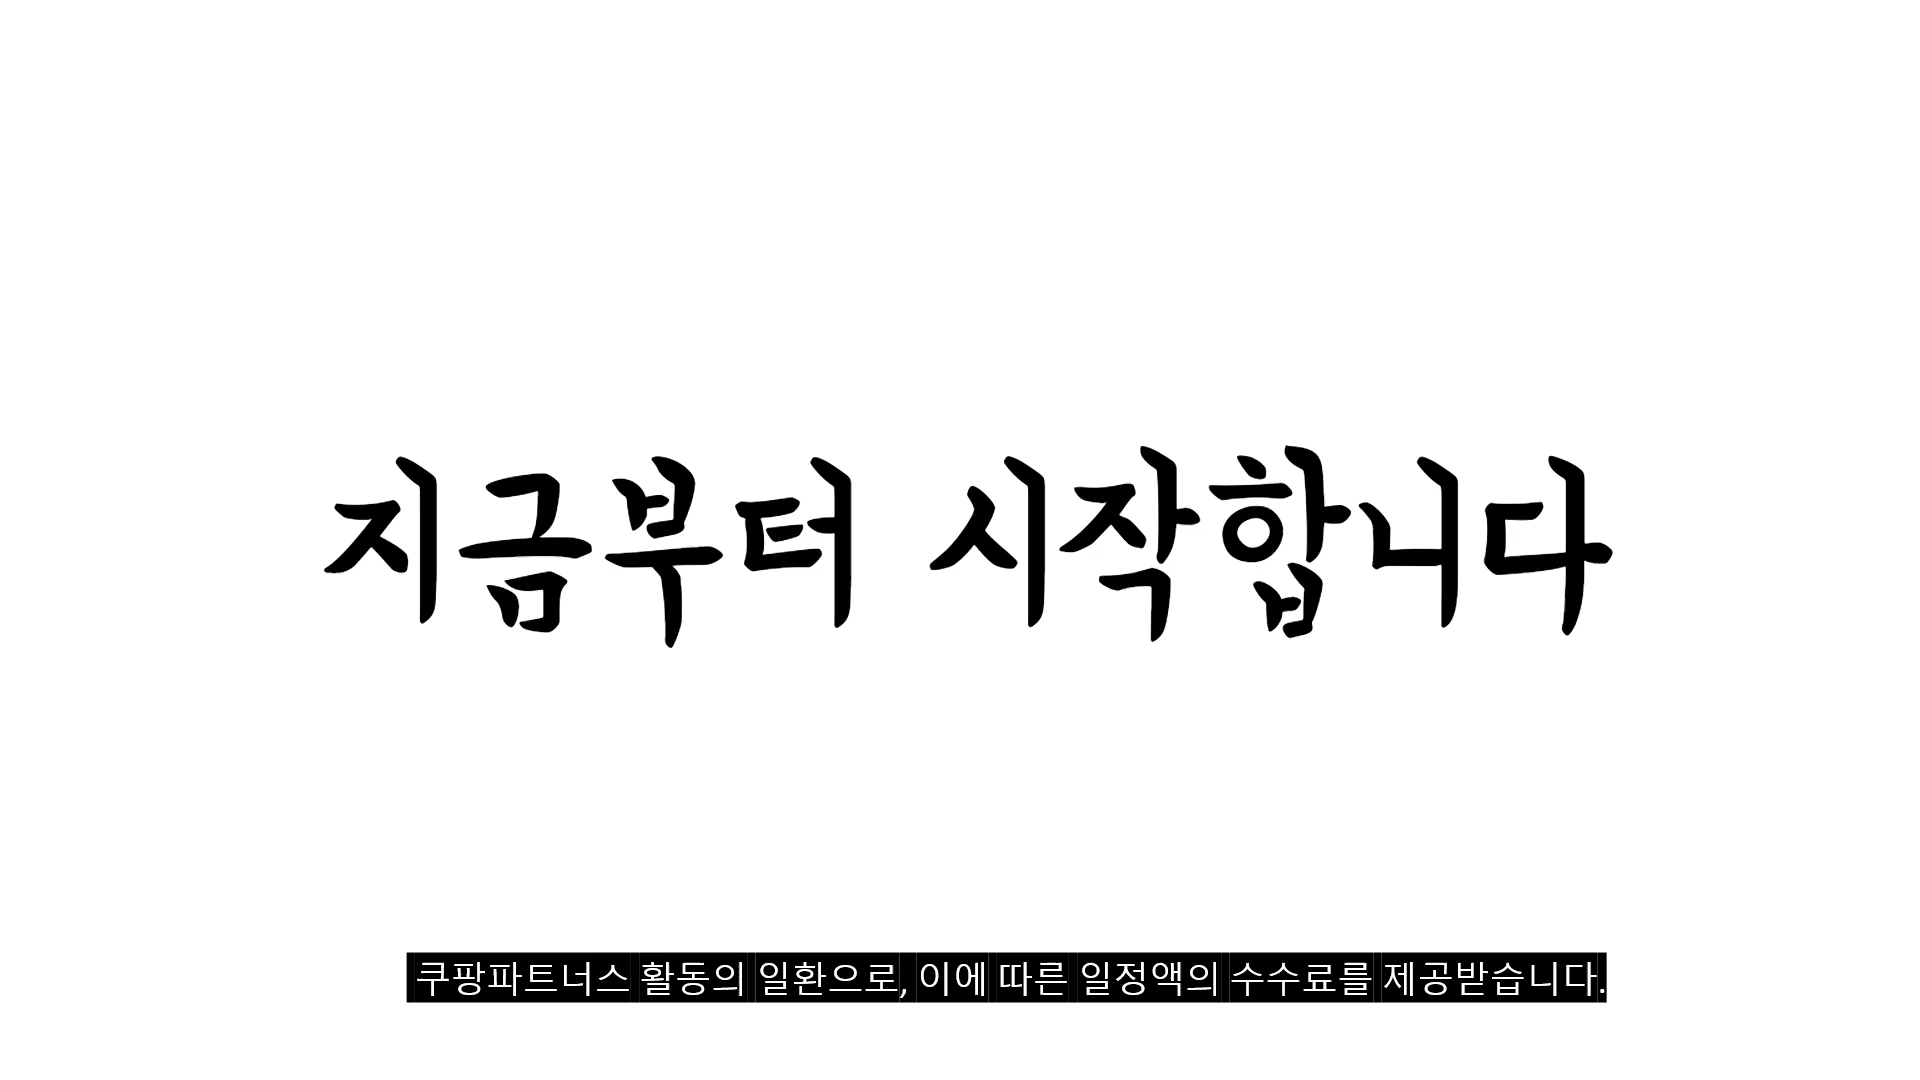 지금부터 시작합니다
쿠팡파트너스 활동의 일환으로, 이에 따른 일정액의 수수료를 제공받습니다.